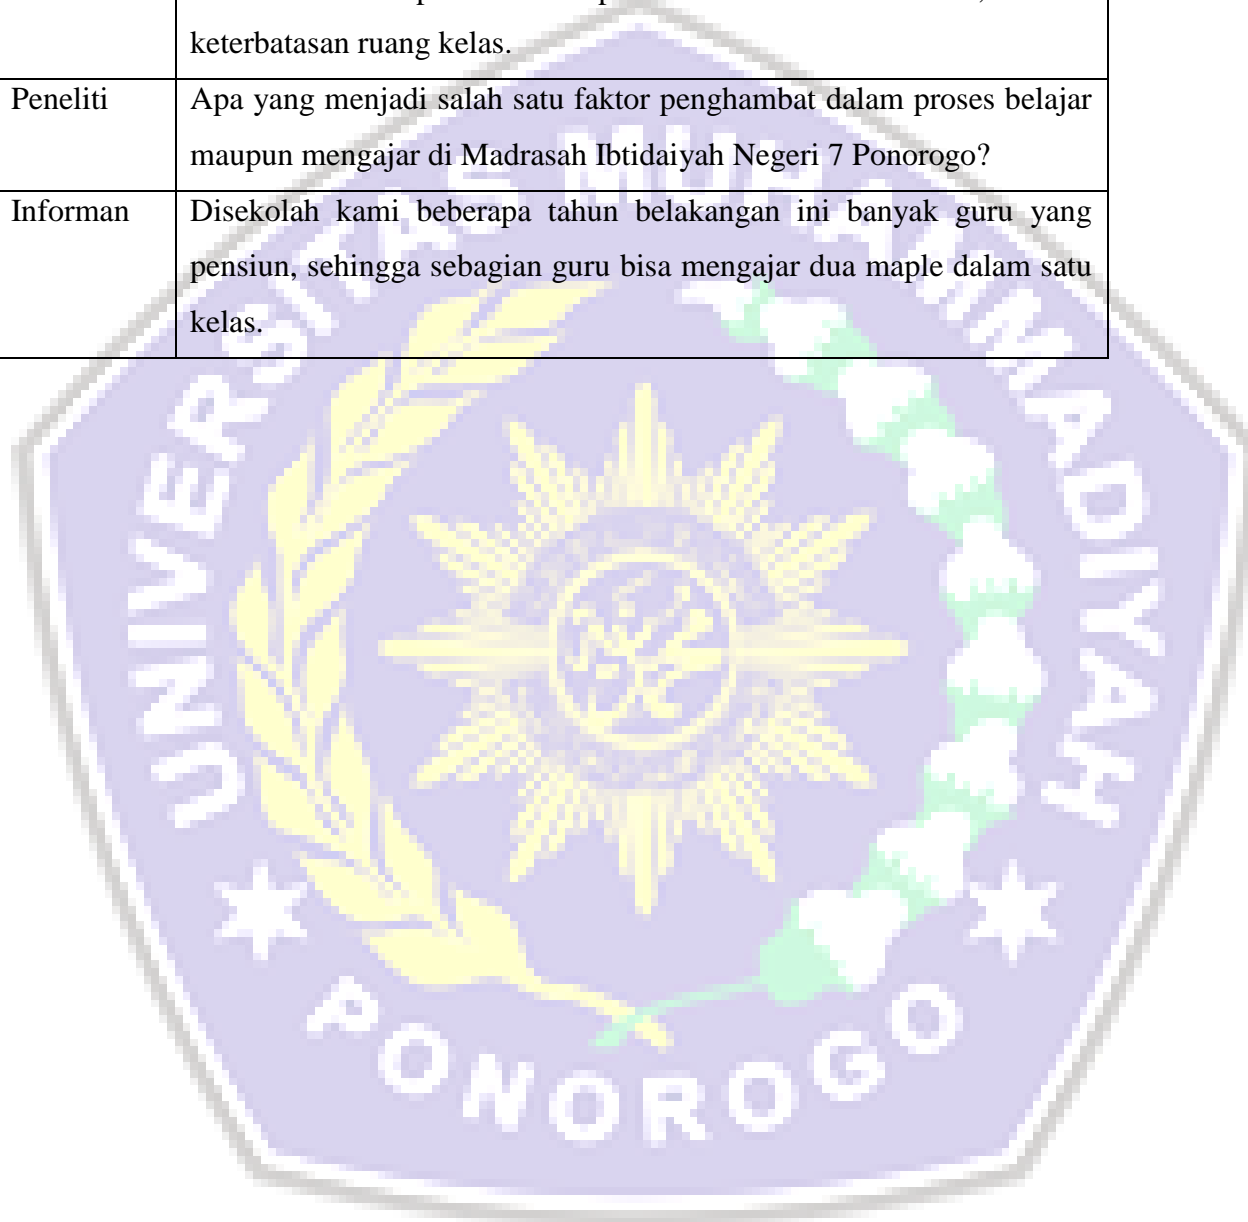 keterbatasan ruang kelas.
Peneliti Apa yang menjadi salah satu faktor penghambat dalam proses belajar
maupun mengajar di Madrasah Ibtidaiyah Negeri 7 Ponorogo?
Informan Disekolah kami beberapa tahun belakangan ini banyak guru yang
pensiun, sehingga sebagian guru bisa mengajar dua maple dalam satu
kelas.
UNIVERSITAS MUHAMMADIYAH
PONOROGO